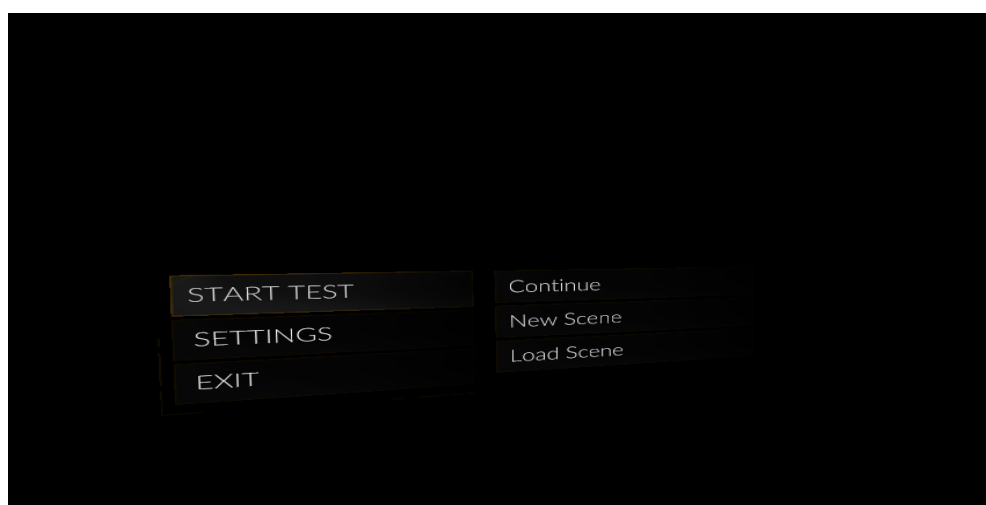 START TEST
SETTINGS
EXIT
Continue
New Scene
Load Scene